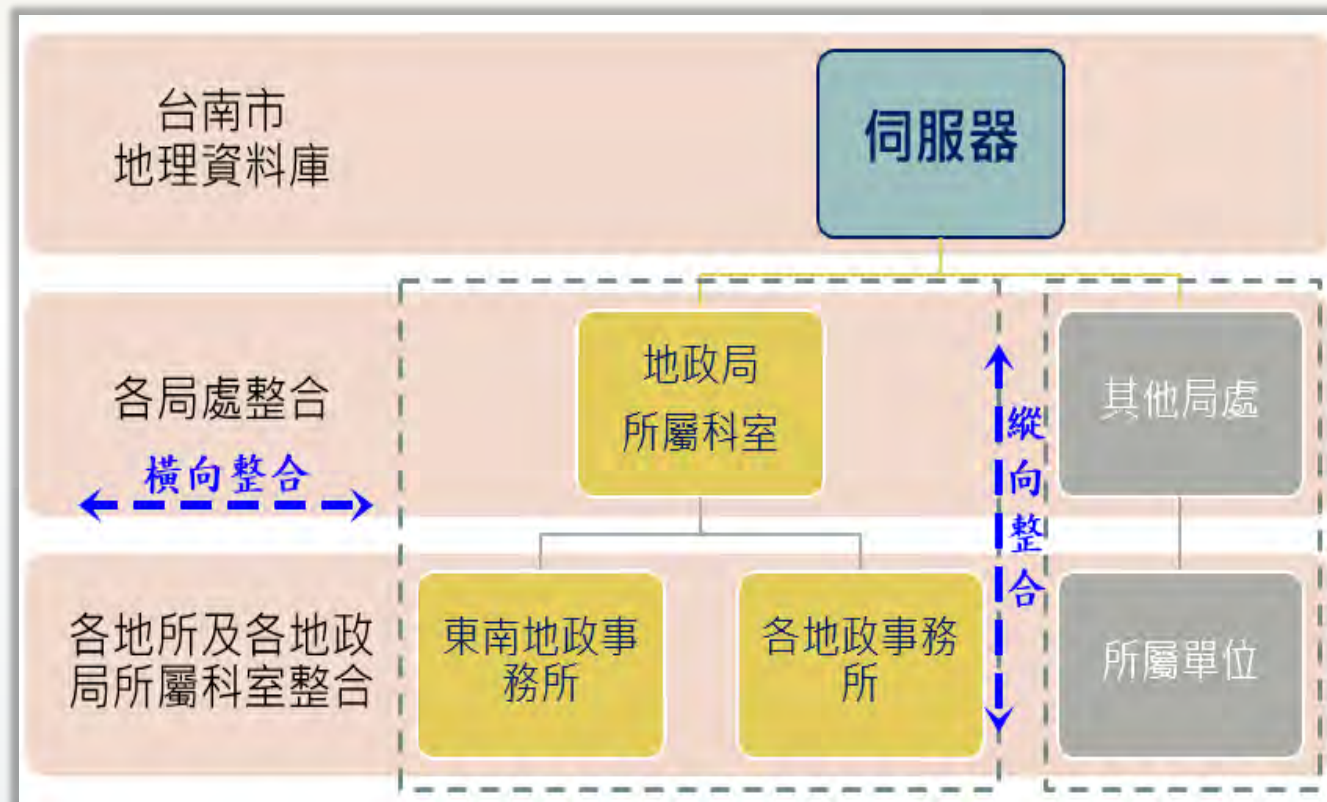 台南市
地理資料庫
伺服器
各局處整合
橫向整合
地政局
所屬科室
縱向整合
其他局處
各地所及各地政
局所屬科室整合
東南地政事
務所
各地政事務
所
所屬單位